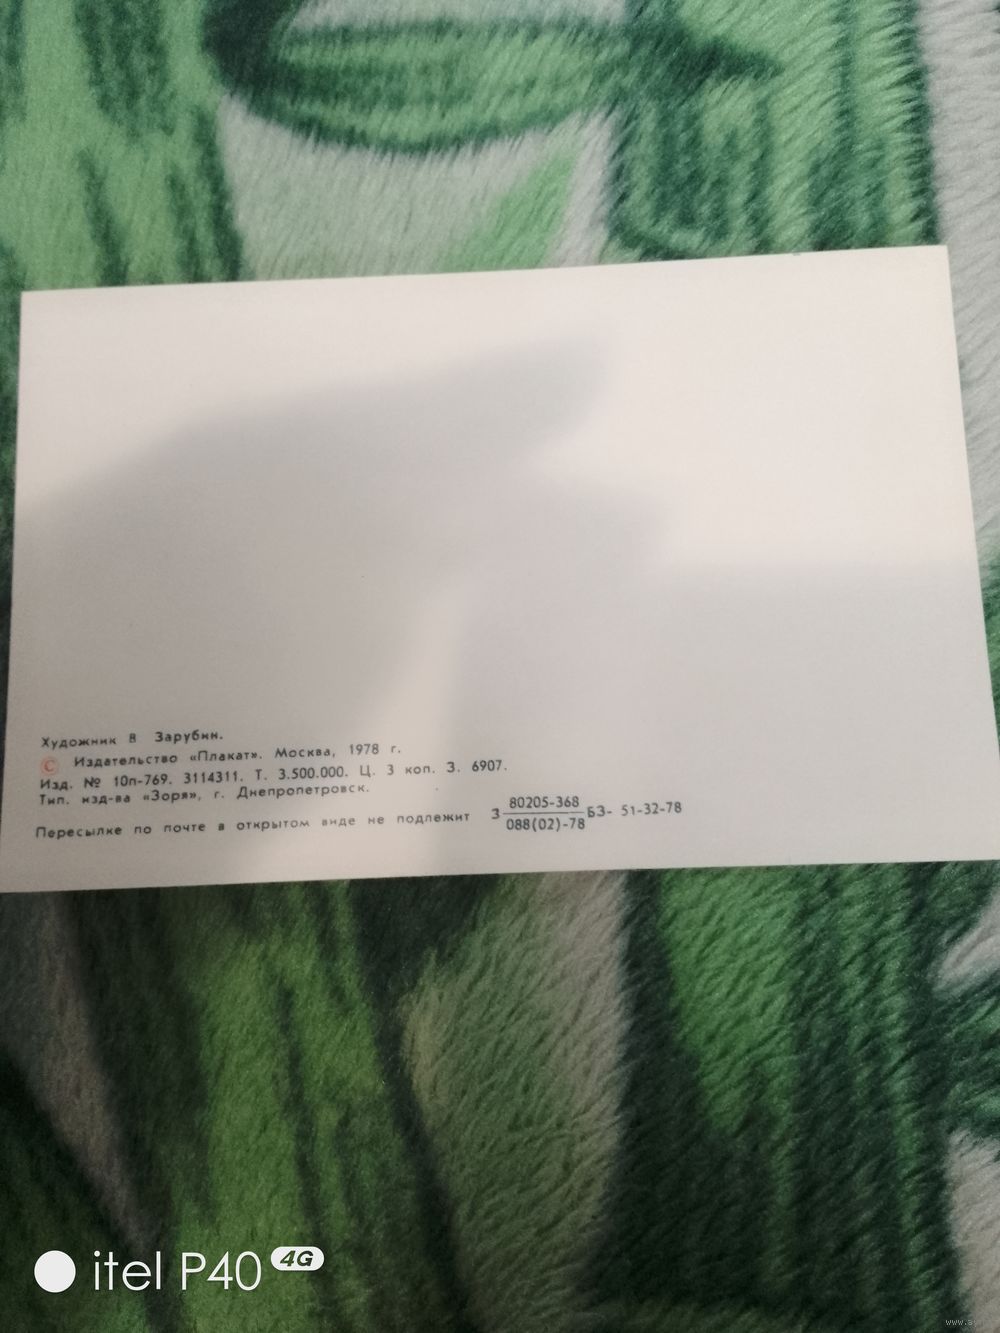 Художник В Зарубин.
© Издательство «Плакат». Москва, 1978 г.
Изд. № 10п-769. 3114311. Т. 3.500.000. Ц. 3 коп. З. 6907.
Тип. изд-ва «Зоря», г. Днепропетровск.
Пересылке по почте в открытом виде не подлежит З 80205-368 БЗ- 51-32-78
088(02)-78
itel P40 4G